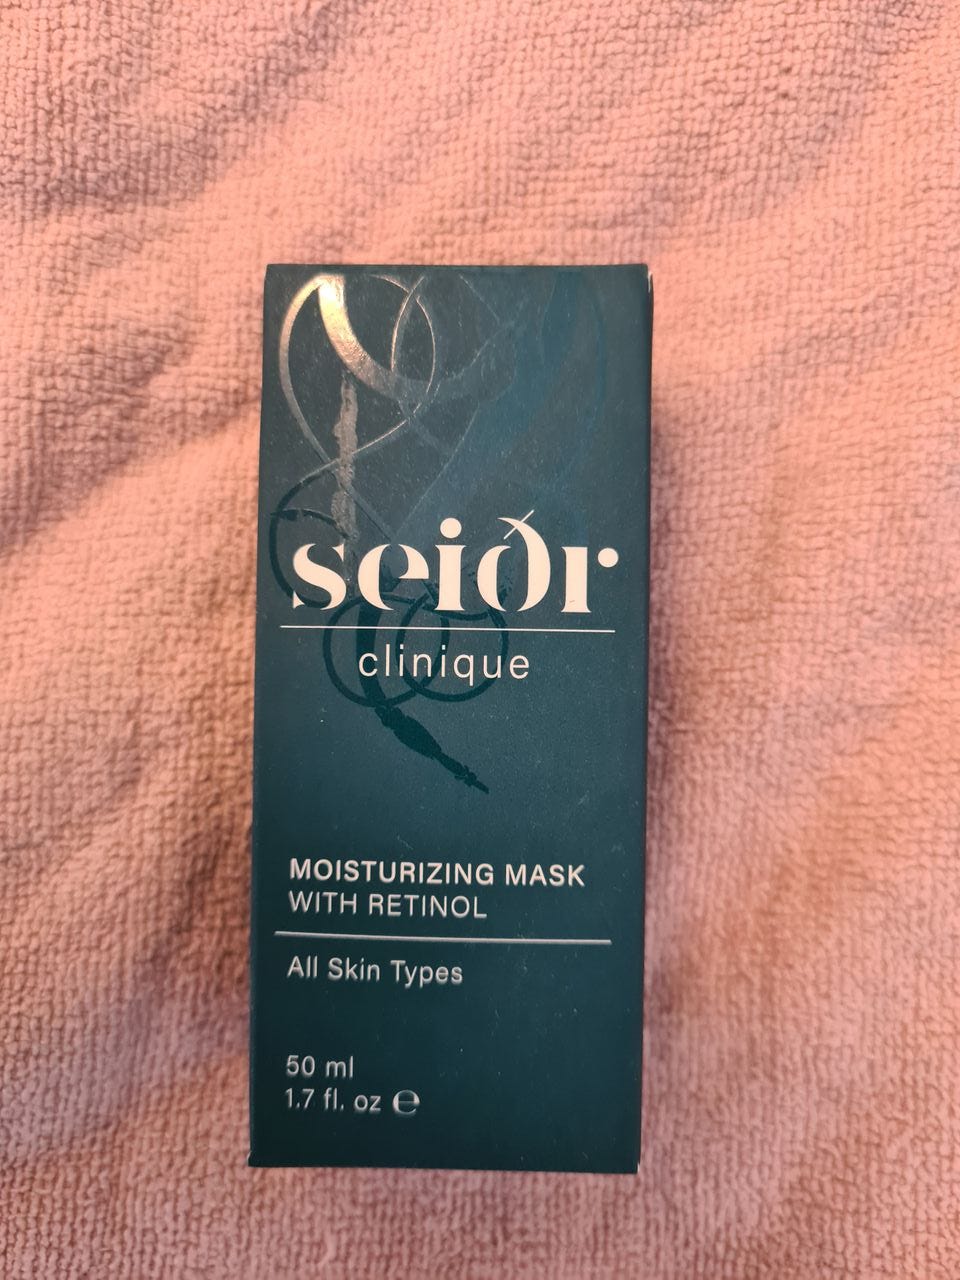 seiðr
clinique
MOISTURIZING MASK
WITH RETINOL
All Skin Types
50 ml
1.7 fl. oz ℮